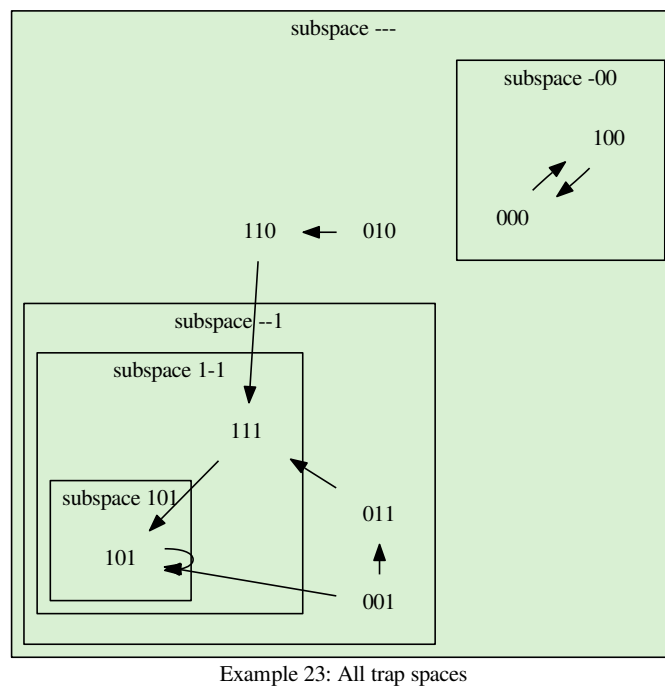 subspace ---
subspace -00
100
000
110
010
subspace --1
subspace 1-1
111
subspace 101
011
101
001
Example 23: All trap spaces